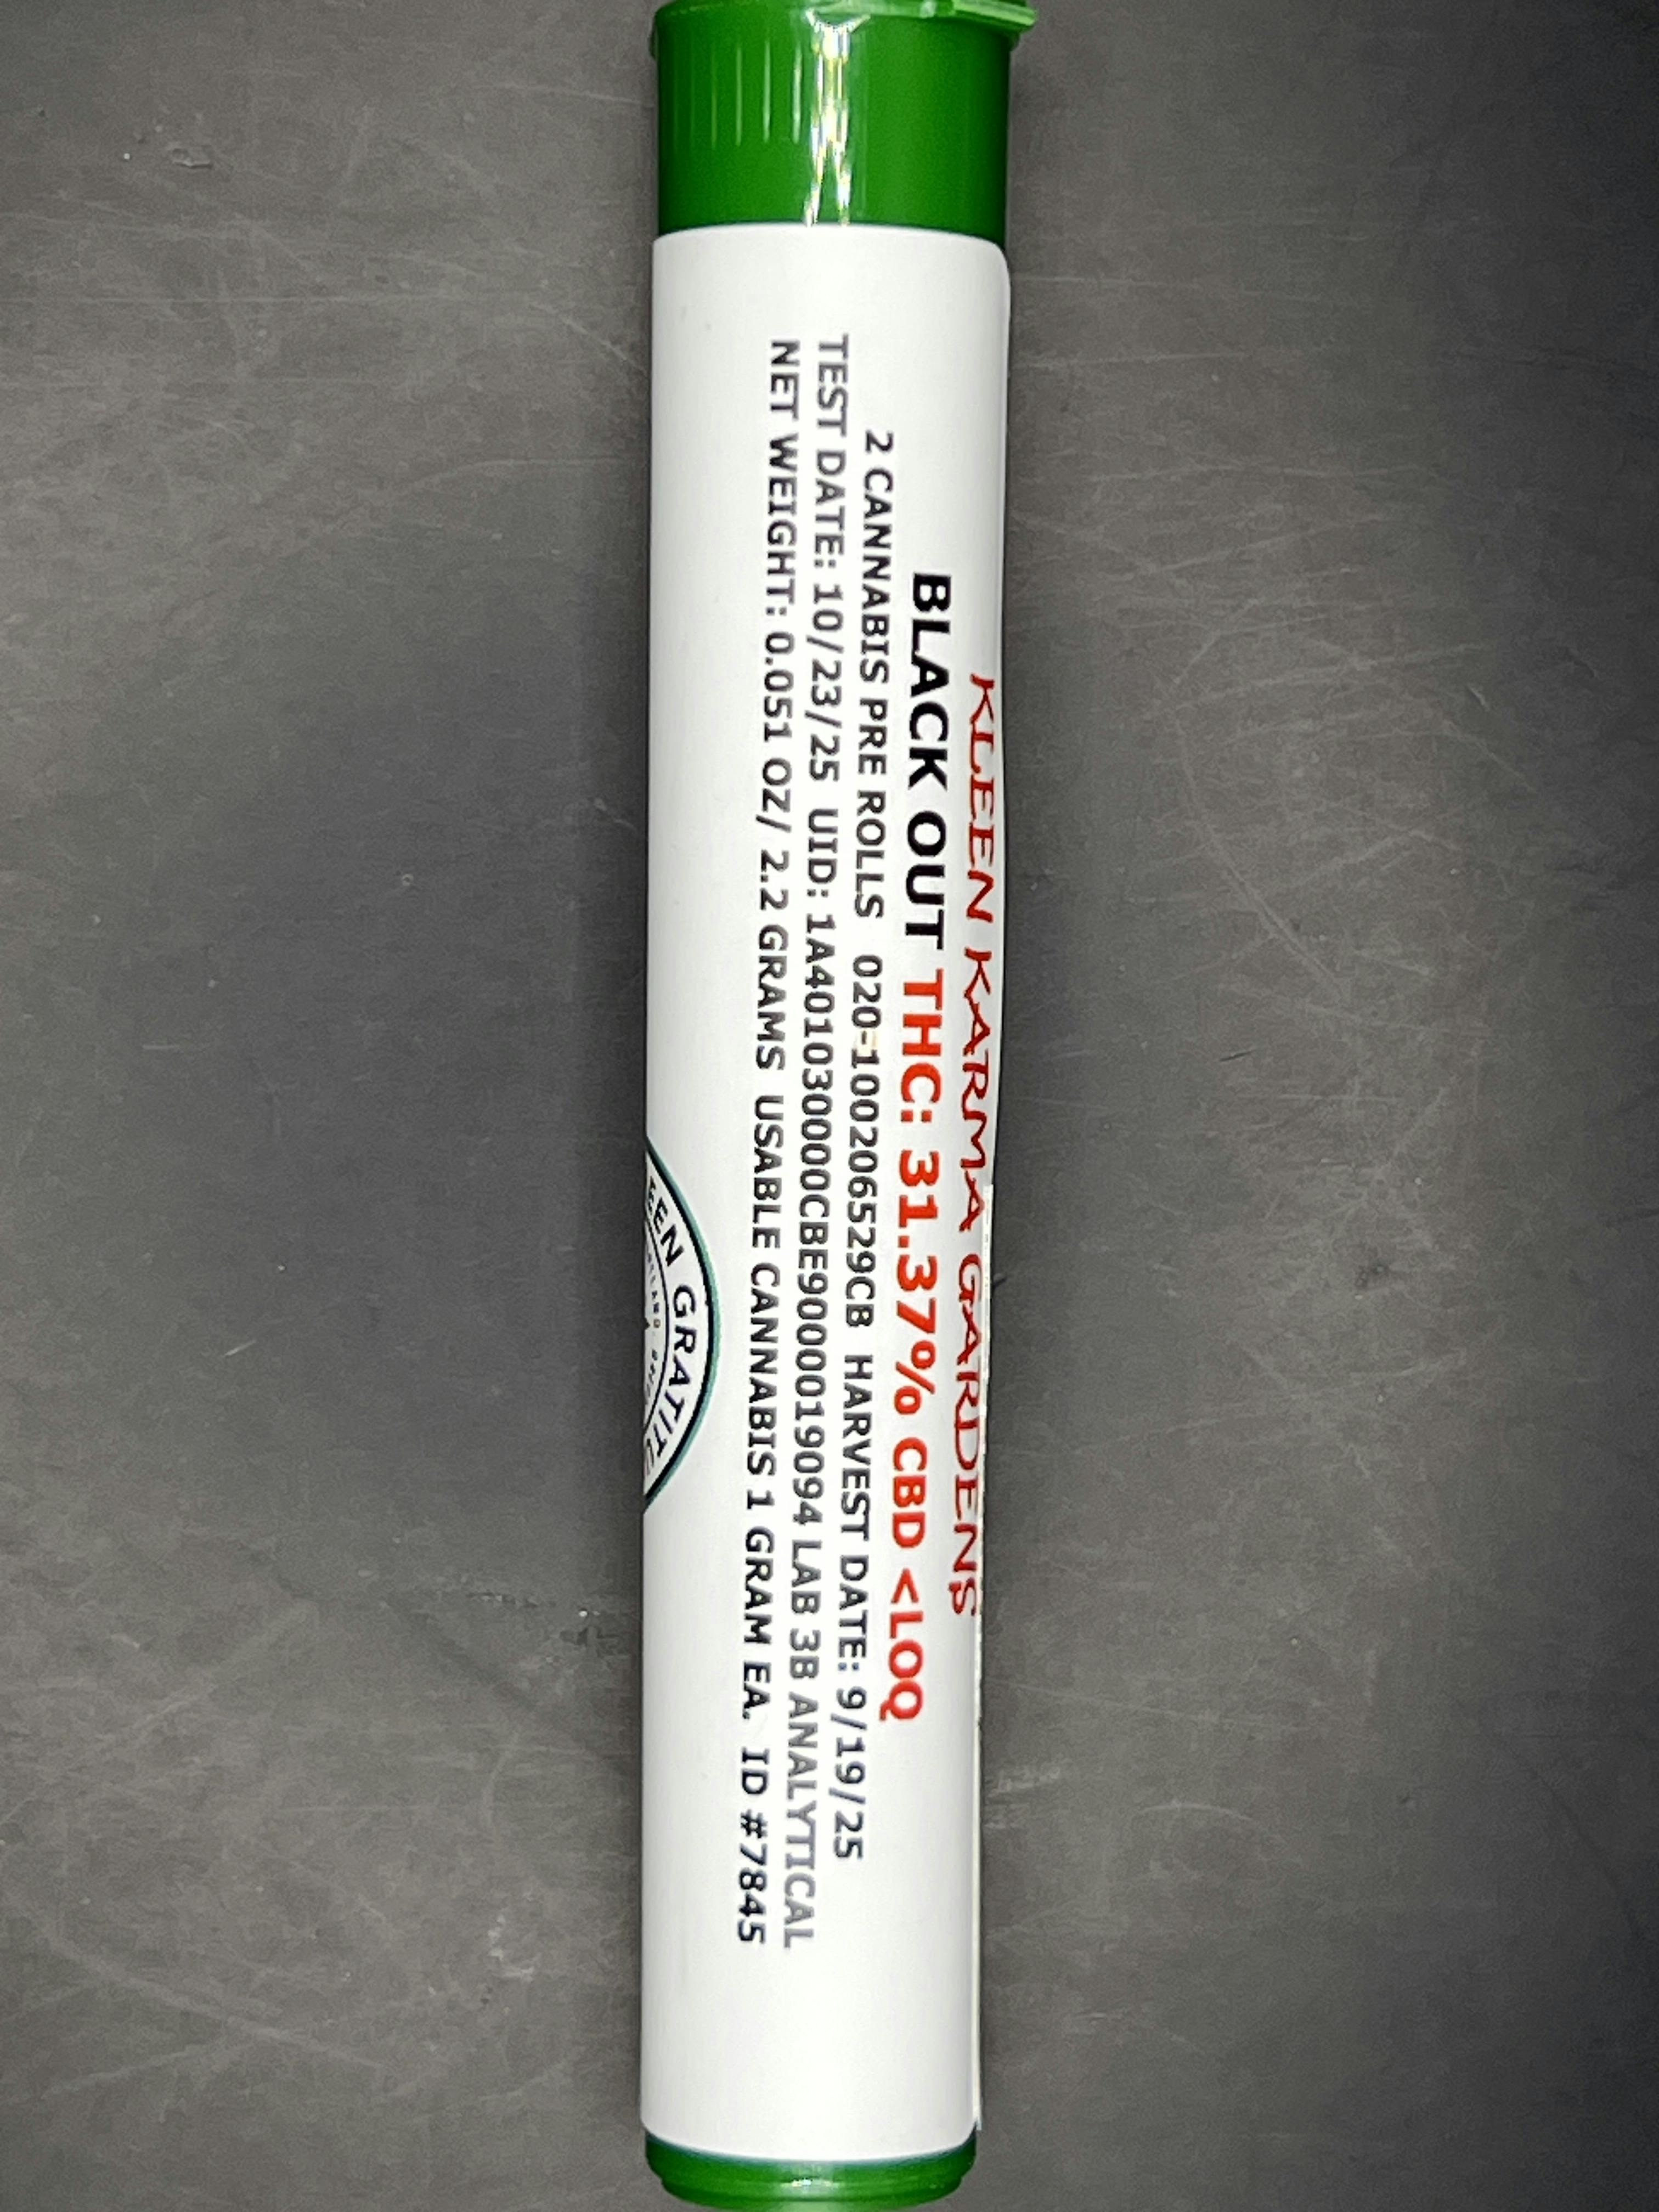 KLEEN KARMA GARDENS
BLACK OUT THC: 31.37% CBD <LOQ
2 CANNABIS PRE ROLLS 020-100206529CB HARVEST DATE: 9/19/25
TEST DATE: 10/23/25 UID: 1A4010300000CBE9000019094 LAB 3B ANALYTICAL
NET WEIGHT: 0.051 OZ/ 2.2 GRAMS USABLE CANNABIS 1 GRAM EA. ID #7845